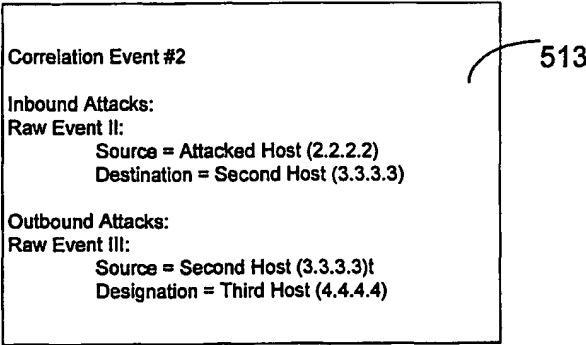 Correlation Event #2
513
Inbound Attacks:
Raw Event II:
Source = Attacked Host (2.2.2.2)
Destination = Second Host (3.3.3.3)
Outbound Attacks:
Raw Event III:
Source = Second Host (3.3.3.3)t
Designation = Third Host (4.4.4.4)